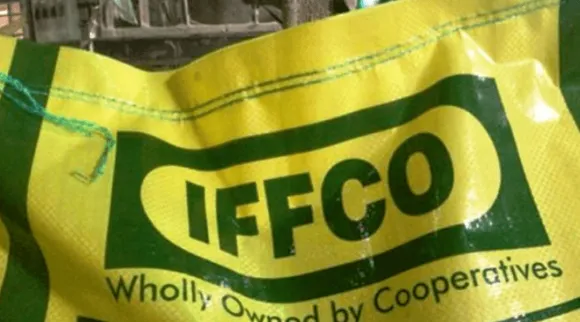 IFFCO
Wholly Owned by Cooperatives